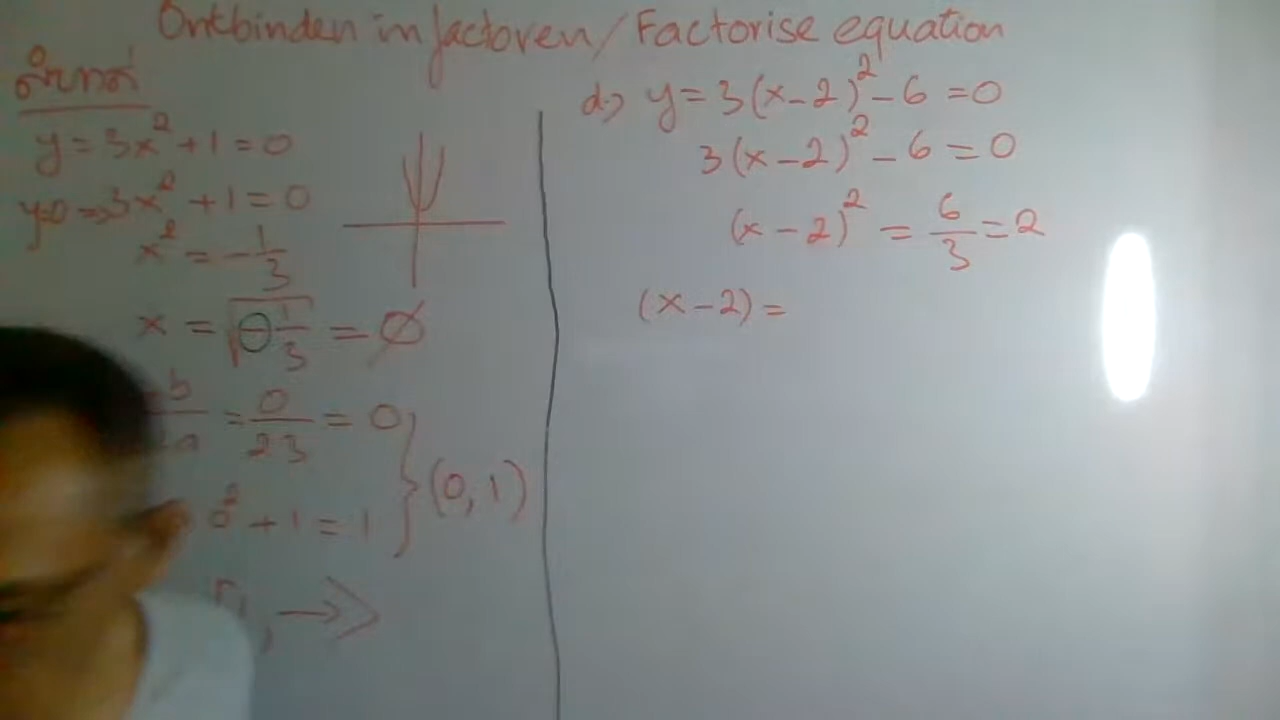 Ontbinden in factoren / Factorise equation
y = 3x² + 1 = 0
y=0 => 3x² + 1 = 0
x² = -1/3
x = √(-1/3) = ∅
= 0/23 = 0
0² + 1 = 1
(0, 1)
d) y = 3(x-2)² - 6 = 0
3(x-2)² - 6 = 0
(x-2)² = 6/3 = 2
(x-2) =